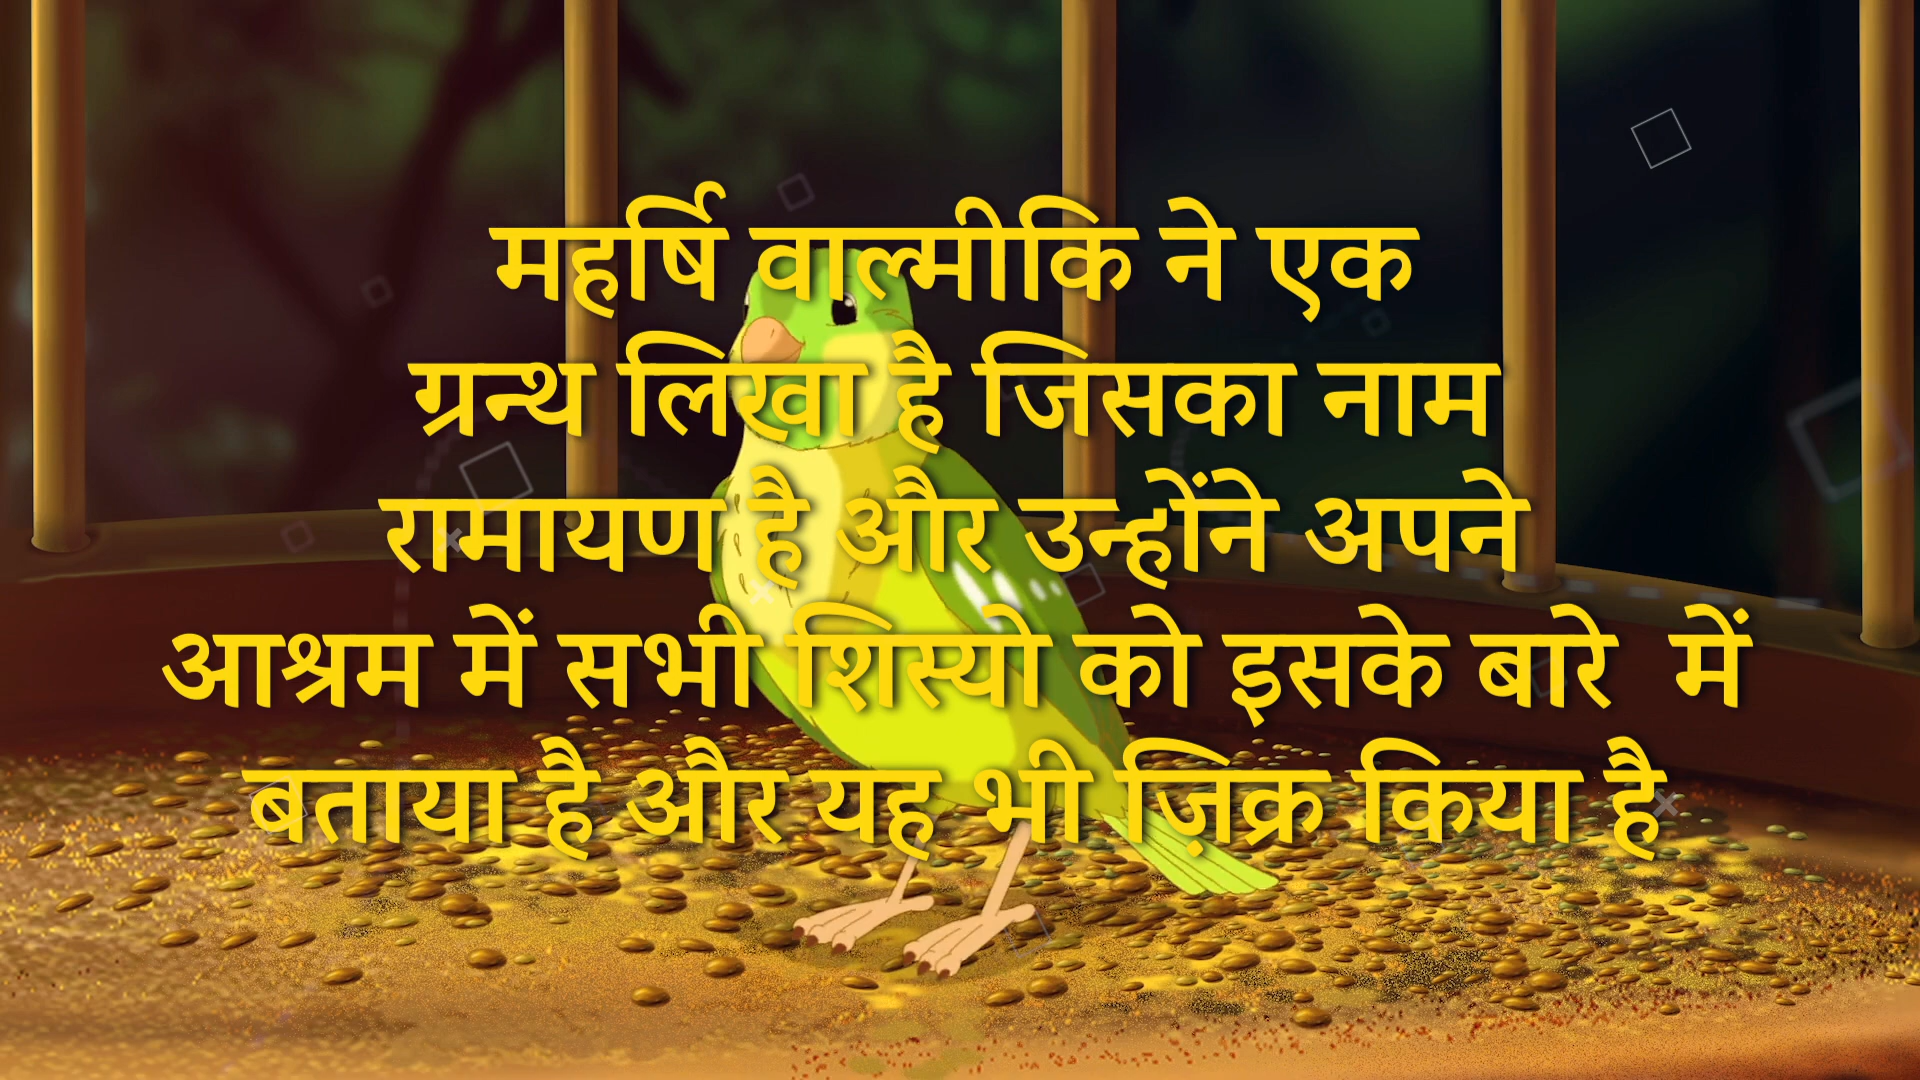 महर्षि वाल्मीकि ने एक
ग्रन्थ लिखा है जिसका नाम
रामायण है और उन्होंने अपने
आश्रम में सभी शिस्यो को इसके बारे  में
बताया है और यह भी ज़िक्र किया है